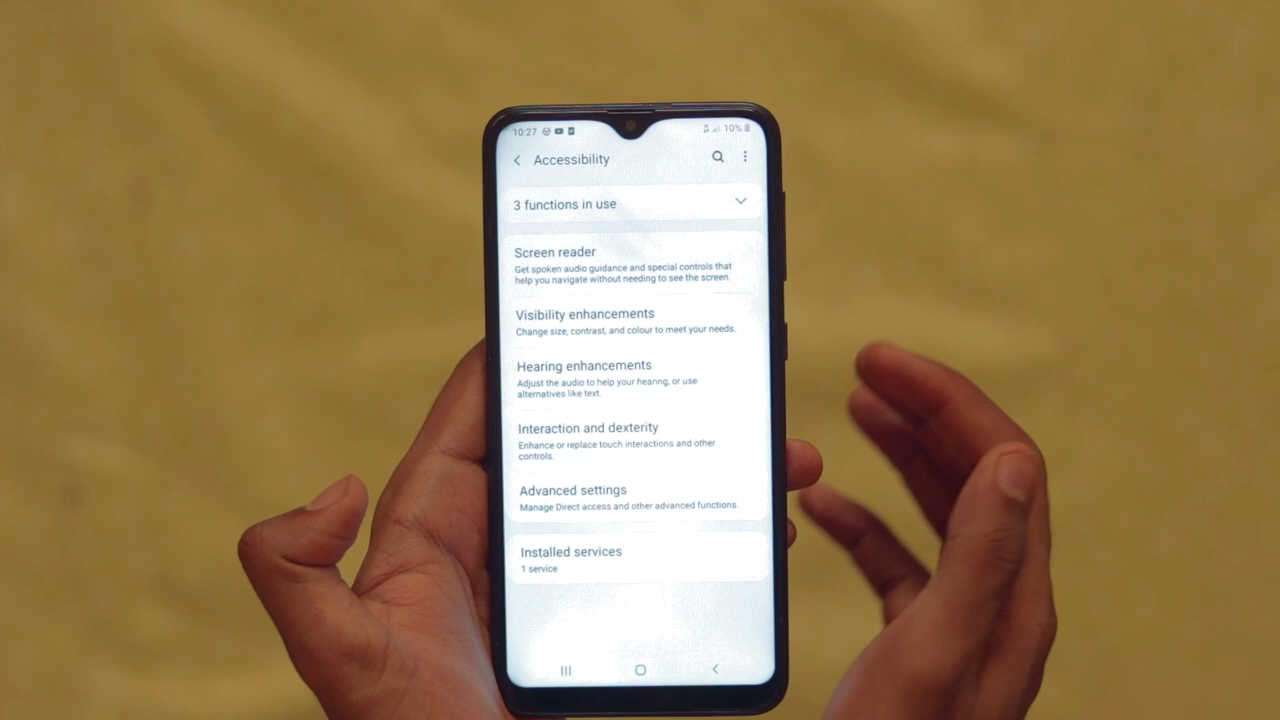 10:27 10%
Accessibility
3 functions in use
Screen reader
Get spoken audio guidance and special controls that
help you navigate without needing to see the screen.
Visibility enhancements
Change size, contrast, and colour to meet your needs.
Hearing enhancements
Adjust the audio to help your hearing, or use
alternatives like text.
Interaction and dexterity
Enhance or replace touch interactions and other
controls.
Advanced settings
Manage Direct access and other advanced functions.
Installed services
1 service